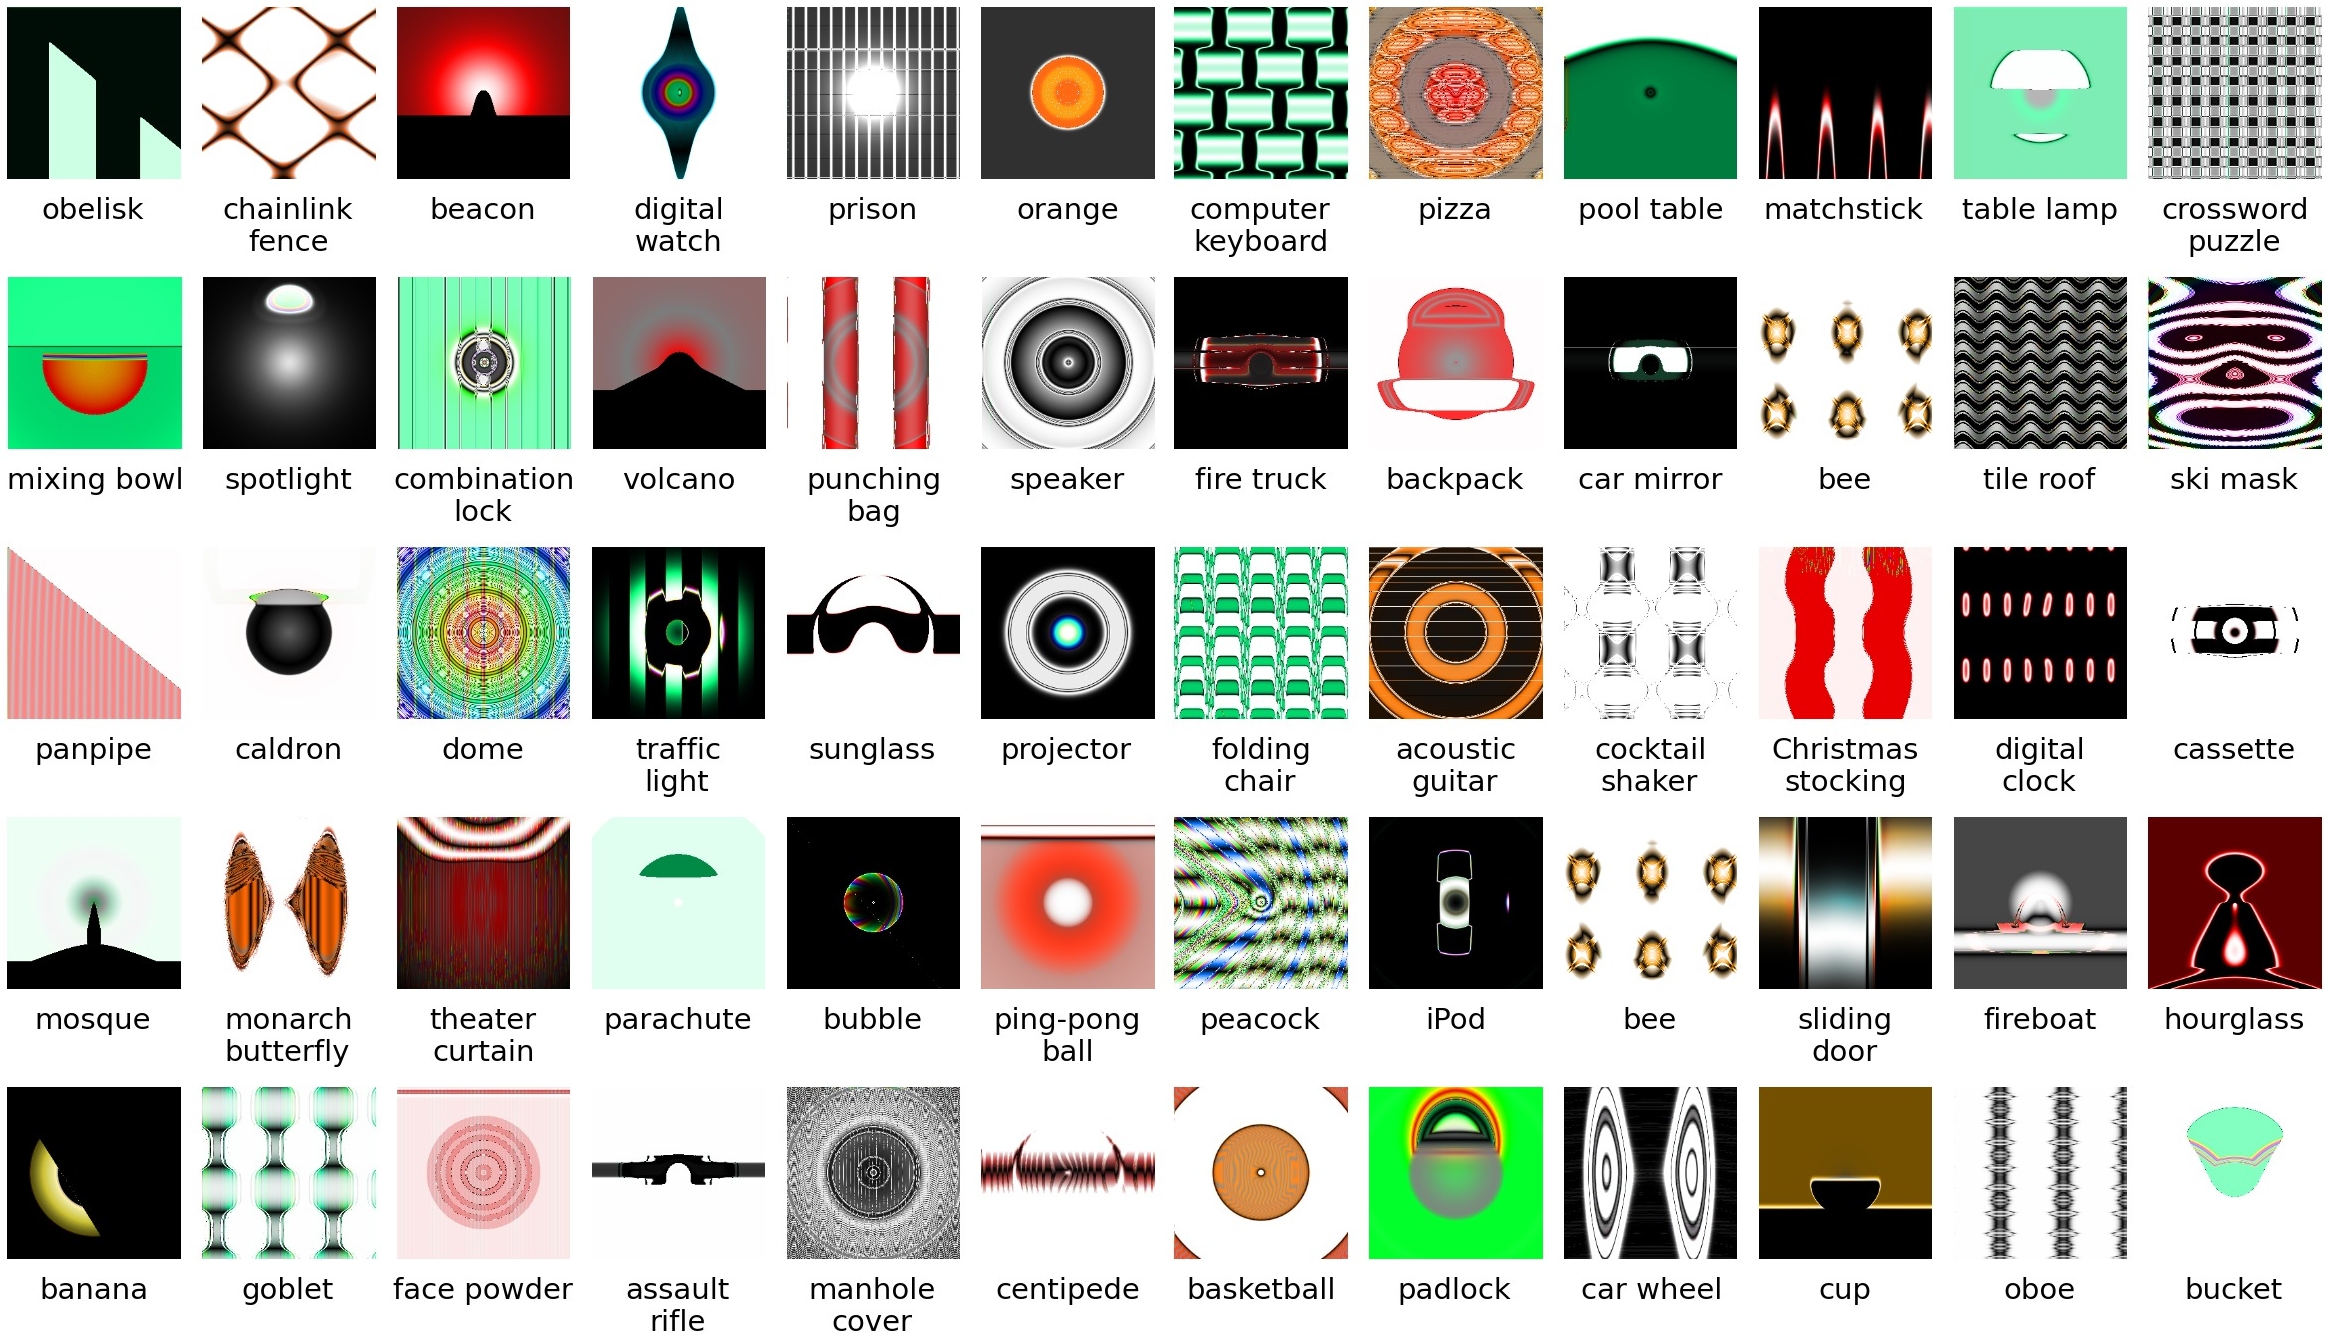 obelisk
chainlink
fence
beacon
digital
watch
prison
orange
computer
keyboard
pizza
pool table
matchstick
table lamp
crossword
puzzle
mixing bowl
spotlight
combination
lock
volcano
punching
bag
speaker
fire truck
backpack
car mirror
bee
tile roof
ski mask
panpipe
caldron
dome
traffic
light
sunglass
projector
folding
chair
acoustic
guitar
cocktail
shaker
Christmas
stocking
digital
clock
cassette
mosque
monarch
butterfly
theater
curtain
parachute
bubble
ping-pong
ball
peacock
iPod
bee
sliding
door
fireboat
hourglass
banana
goblet
face powder
assault
rifle
manhole
cover
centipede
basketball
padlock
car wheel
cup
oboe
bucket